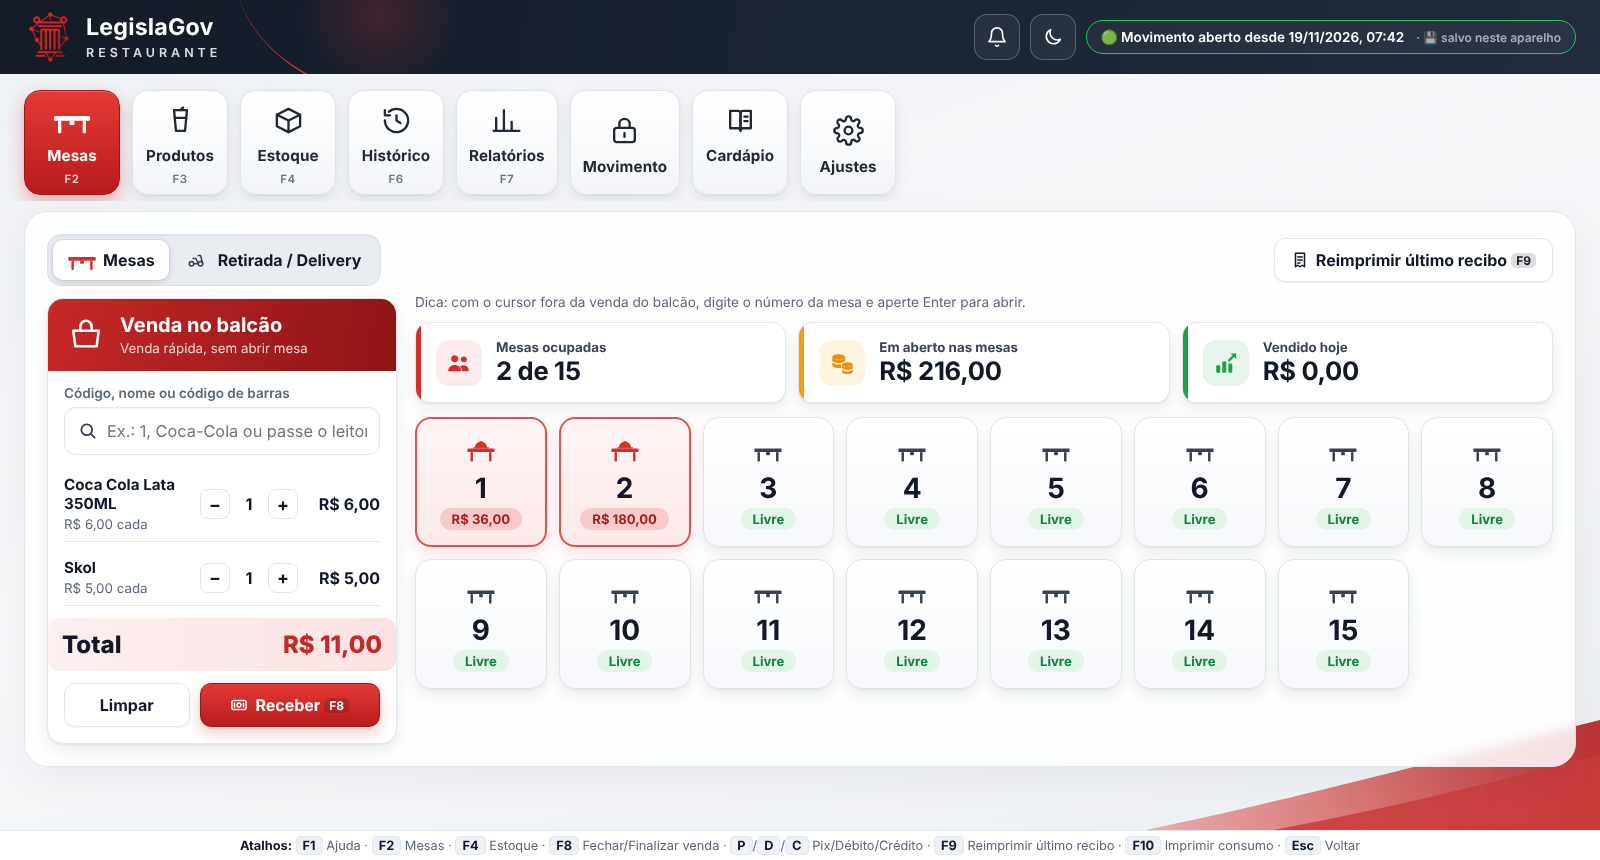 LegislaGov
RESTAURANTE
Movimento aberto desde 19/11/2026, 07:42 · salvo neste aparelho
Mesas
F2
Produtos
F3
Estoque
F4
Histórico
F6
Relatórios
F7
Movimento
Cardápio
Ajustes
Mesas
Retirada / Delivery
Reimprimir último recibo F9
Venda no balcão
Venda rápida, sem abrir mesa
Código, nome ou código de barras
Ex.: 1, Coca-Cola ou passe o leitor
Coca Cola Lata
350ML
R$ 6,00 cada
− 1 + R$ 6,00
Skol
R$ 5,00 cada
− 1 + R$ 5,00
Total R$ 11,00
Limpar
Receber F8
Dica: com o cursor fora da venda do balcão, digite o número da mesa e aperte Enter para abrir.
Mesas ocupadas
2 de 15
Em aberto nas mesas
R$ 216,00
Vendido hoje
R$ 0,00
1
R$ 36,00
2
R$ 180,00
3
Livre
4
Livre
5
Livre
6
Livre
7
Livre
8
Livre
9
Livre
10
Livre
11
Livre
12
Livre
13
Livre
14
Livre
15
Livre
Atalhos: F1 Ajuda · F2 Mesas · F4 Estoque · F8 Fechar/Finalizar venda · P/D/C Pix/Débito/Crédito · F9 Reimprimir último recibo · F10 Imprimir consumo · Esc Voltar